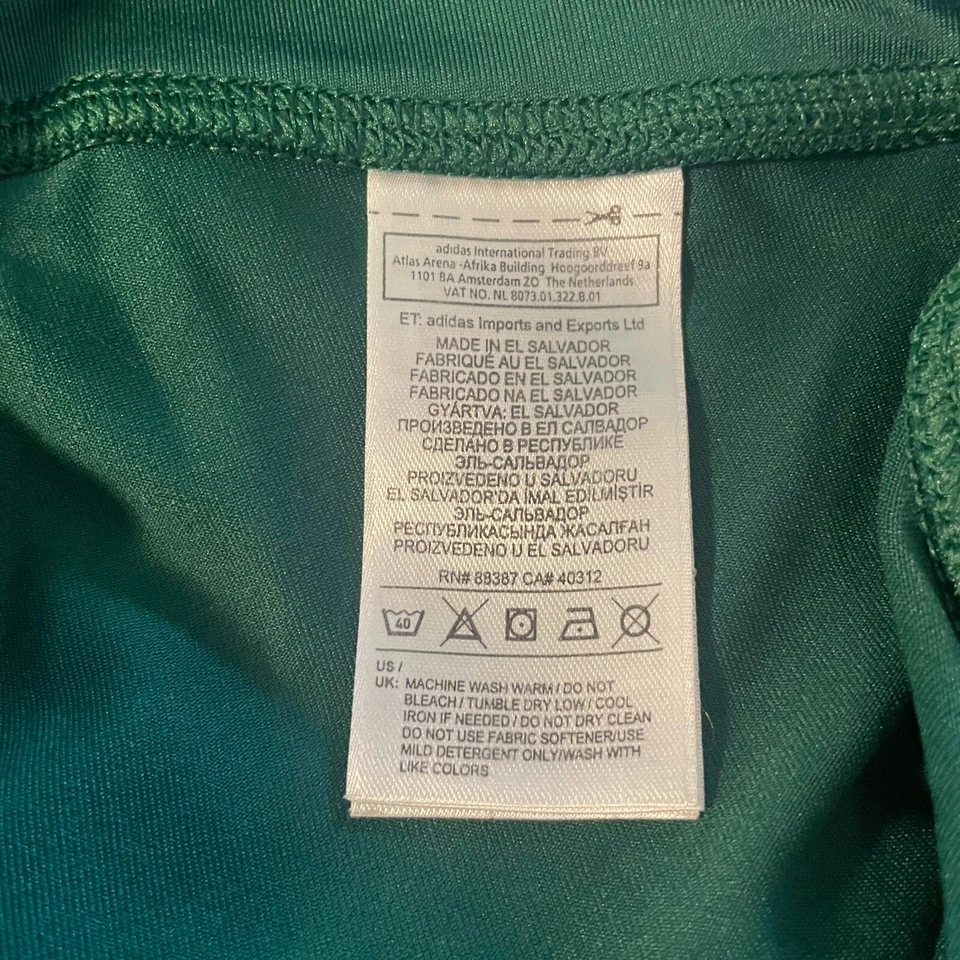 adidas International Trading BV
Atlas Arena -Afrika Building Hoogoorddreef 9a
1101 BA Amsterdam ZO The Netherlands
VAT NO. NL 8073.01.322.B.01
ET: adidas Imports and Exports Ltd
MADE IN EL SALVADOR
FABRIQUÉ AU EL SALVADOR
FABRICADO EN EL SALVADOR
FABRICADO NA EL SALVADOR
GYÁRTVA: EL SALVADOR
ПРОИЗВЕДЕНО В ЕЛ САЛВАДОР
СДЕЛАНО В РЕСПУБЛИКЕ
ЭЛЬ-САЛЬВАДОР
PROIZVEDENO U SALVADORU
EL SALVADOR'DA İMAL EDİLMİŞTİR
ЭЛЬ-САЛЬВАДОР
РЕСПУБЛИКАСЫНДА ЖАСАЛҒАН
PROIZVEDENO U EL SALVADORU
RN# 88387 CA# 40312
40
US /
UK: MACHINE WASH WARM / DO NOT
BLEACH / TUMBLE DRY LOW / COOL
IRON IF NEEDED / DO NOT DRY CLEAN
DO NOT USE FABRIC SOFTENER/USE
MILD DETERGENT ONLY/WASH WITH
LIKE COLORS